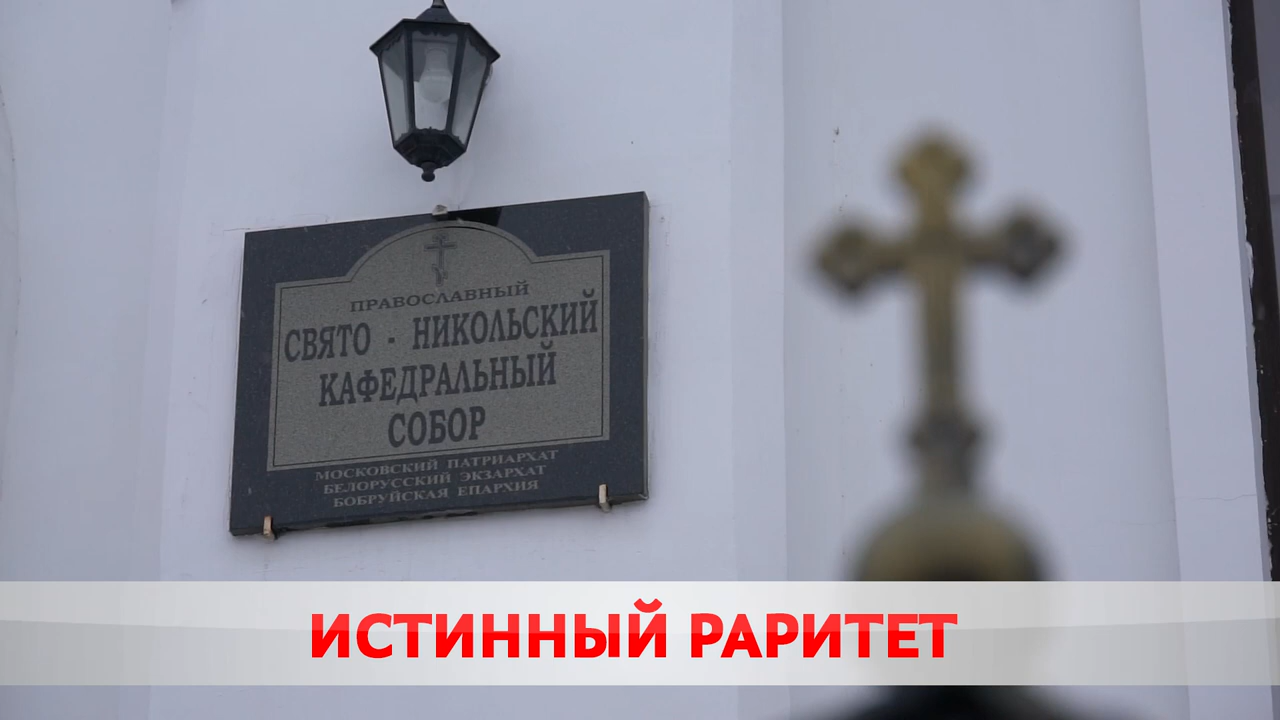 ПРАВОСЛАВНЫЙ
СВЯТО - НИКОЛЬСКИЙ
КАФЕДРАЛЬНЫЙ
СОБОР
МОСКОВСКИЙ ПАТРИАРХАТ
БЕЛОРУССКИЙ ЭКЗАРХАТ
БОБРУЙСКАЯ ЕПАРХИЯ
ИСТИННЫЙ РАРИТЕТ